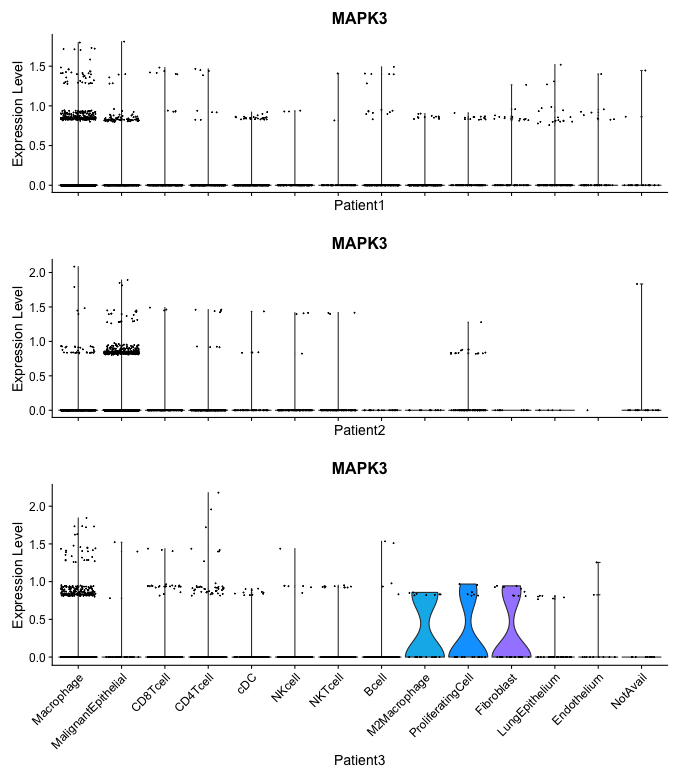 MAPK3
Expression Level
1.5
1.0
0.5
0.0
Patient1
MAPK3
Expression Level
2.0
1.5
1.0
0.5
0.0
Patient2
MAPK3
Expression Level
2.0
1.5
1.0
0.5
0.0
Macrophage
MalignantEpithelial
CD8Tcell
CD4Tcell
cDC
NKcell
NKTcell
Bcell
M2Macrophage
ProliferatingCell
Fibroblast
LungEpithelium
Endothelium
NotAvail
Patient3